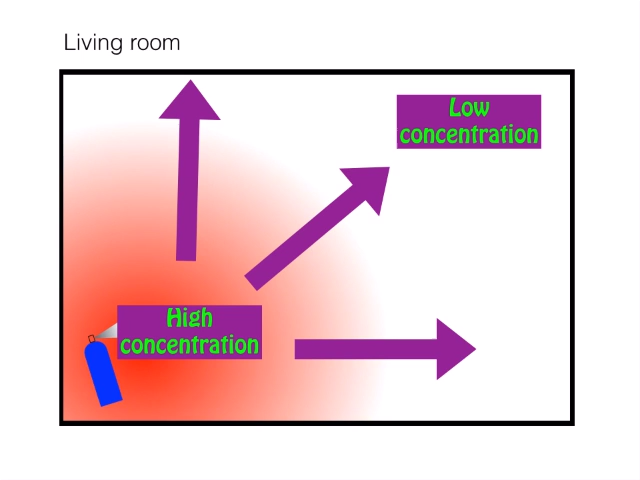 Living room
Low
concentration
High
concentration